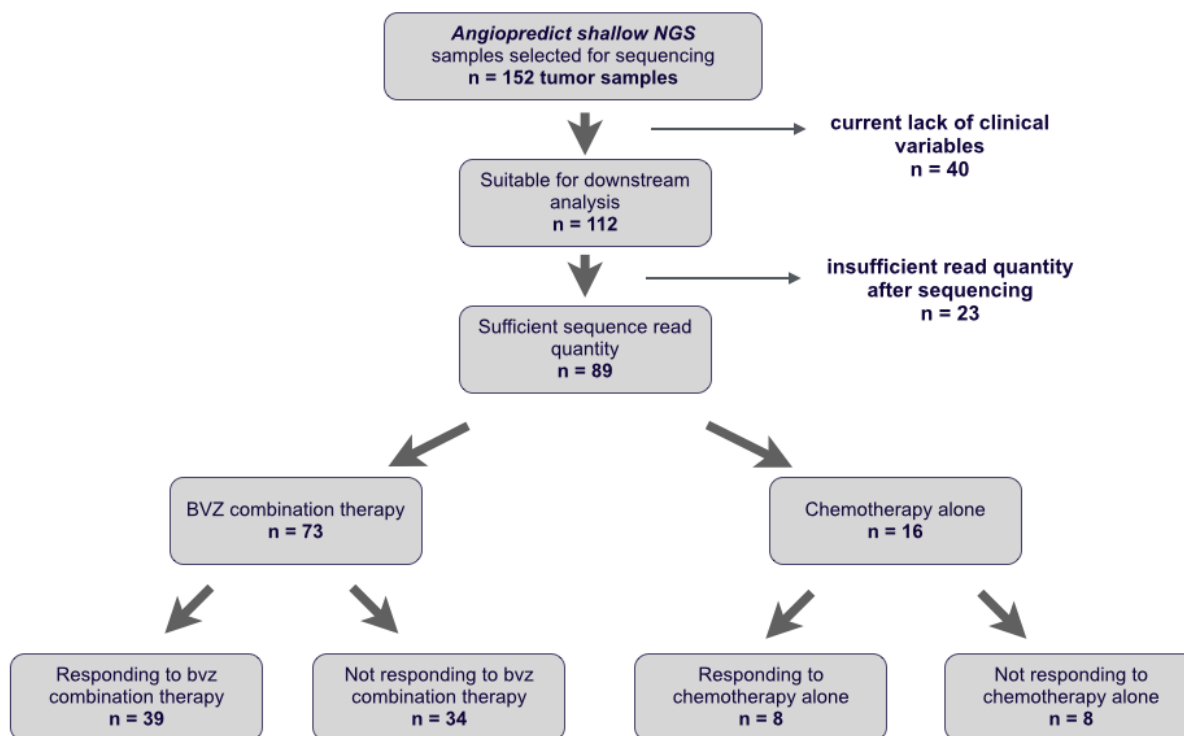 Angiopredict shallow NGS
samples selected for sequencing
n = 152 tumor samples
current lack of clinical
variables
n = 40
Suitable for downstream
analysis
n = 112
insufficient read quantity
after sequencing
n = 23
Sufficient sequence read
quantity
n = 89
BVZ combination therapy
n = 73
Chemotherapy alone
n = 16
Responding to bvz
combination therapy
n = 39
Not responding to bvz
combination therapy
n = 34
Responding to
chemotherapy alone
n = 8
Not responding to
chemotherapy alone
n = 8